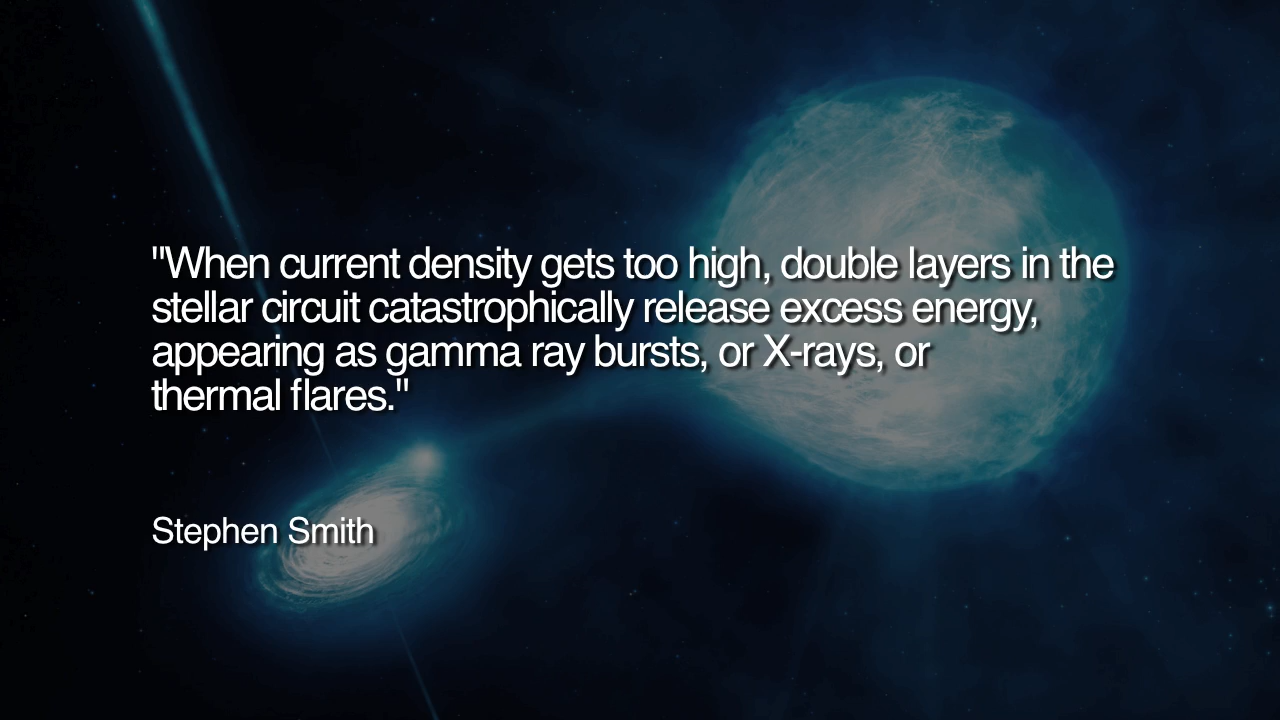 "When current density gets too high, double layers in the
stellar circuit catastrophically release excess energy,
appearing as gamma ray bursts, or X-rays, or
thermal flares."
Stephen Smith